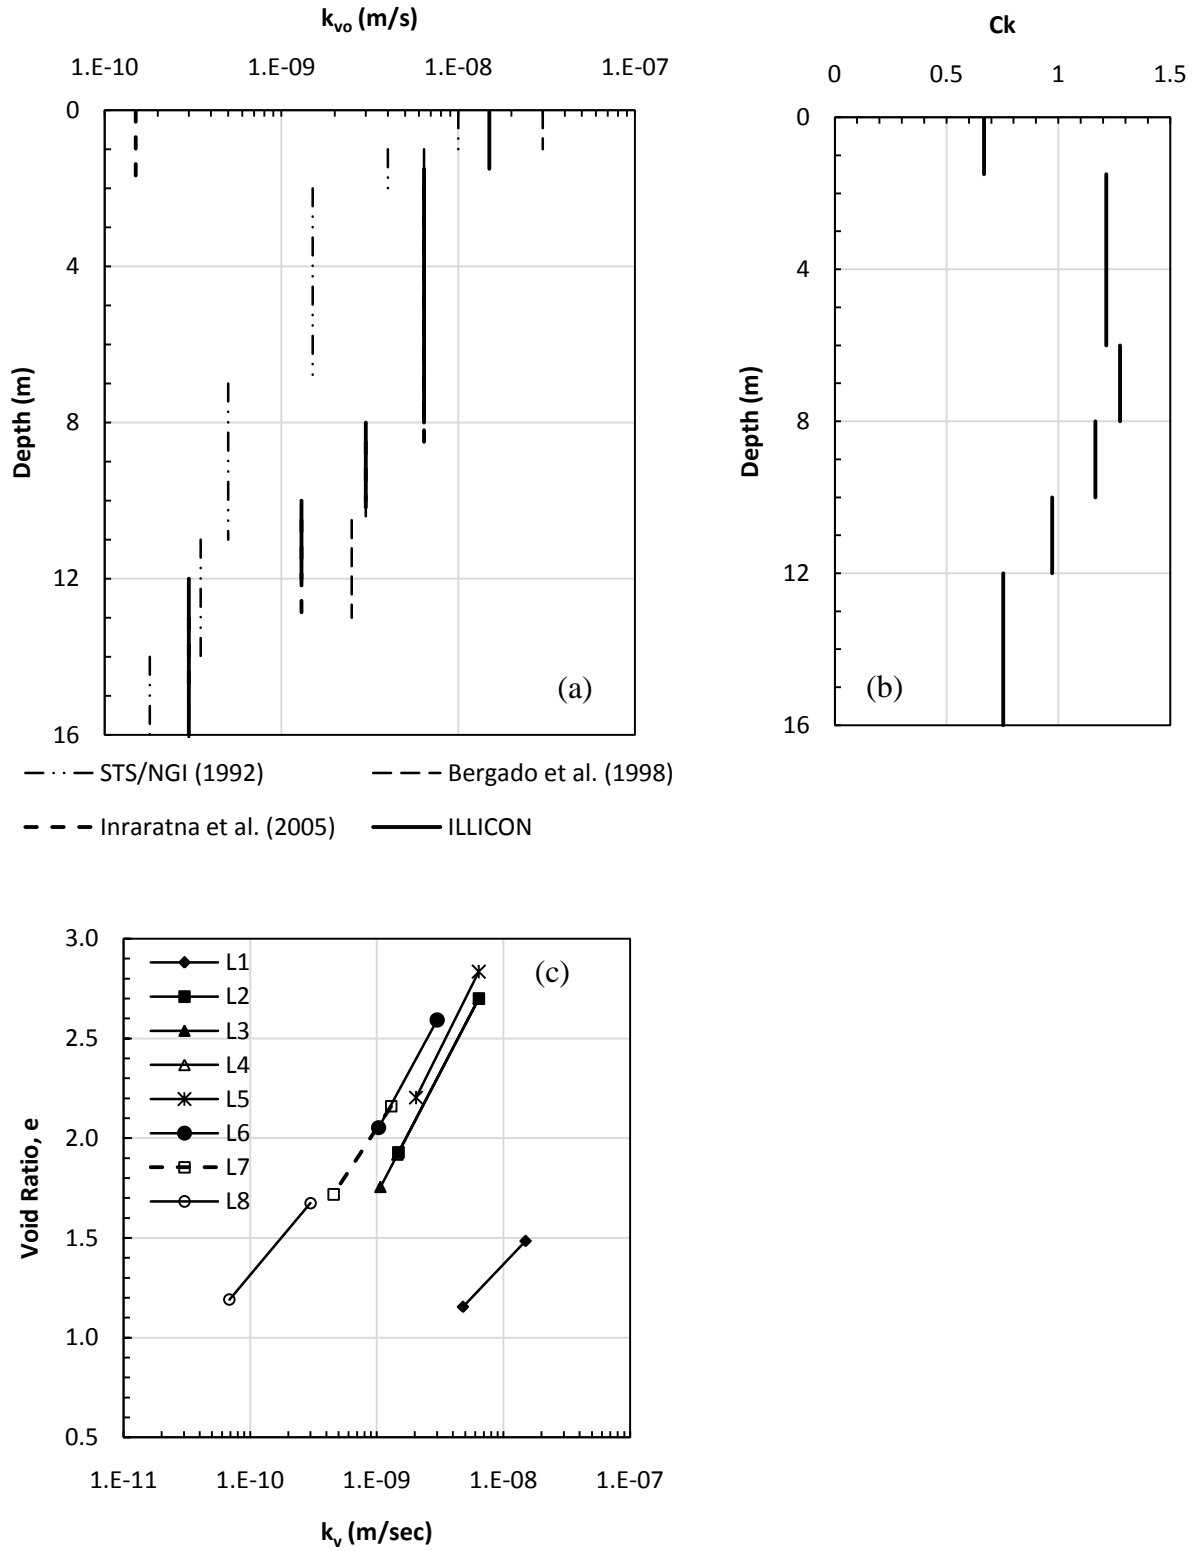 k_vo (m/s)
1.E-10 1.E-09 1.E-08 1.E-07
0
4
8
12
16
Depth (m)
(a)
Ck
0 0.5 1 1.5
0
4
8
12
16
Depth (m)
(b)
STS/NGI (1992) Bergado et al. (1998)
Inraratna et al. (2005) ILLICON
3.0
2.5
2.0
1.5
1.0
0.5
Void Ratio, e
L1
L2
L3
L4
L5
L6
L7
L8
(c)
1.E-11 1.E-10 1.E-09 1.E-08 1.E-07
k_v (m/sec)